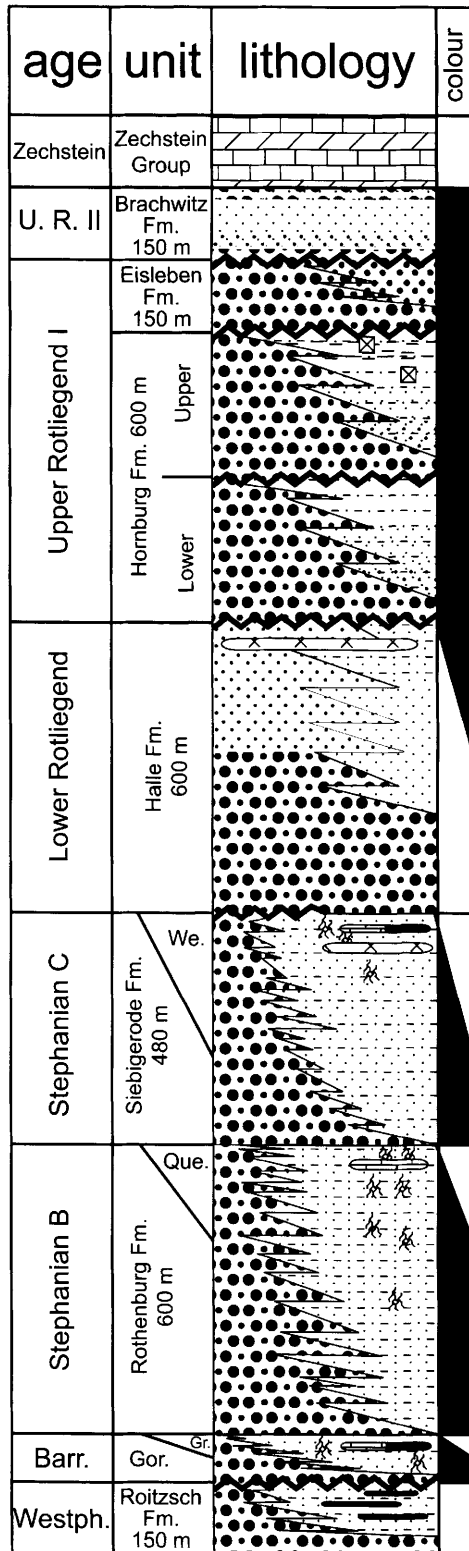 age unit lithology colour
Zechstein
Zechstein
Group
U. R. II
Brachwitz
Fm.
150 m
Upper Rotliegend I
Eisleben
Fm.
150 m
Hornburg Fm. 600 m
Upper
Lower
Lower Rotliegend
Halle Fm.
600 m
Stephanian C
Siebigerode Fm.
480 m
We.
Stephanian B
Rothenburg Fm.
600 m
Que.
Barr.
Gor.
Gr.
Westph.
Roitzsch
Fm.
150 m